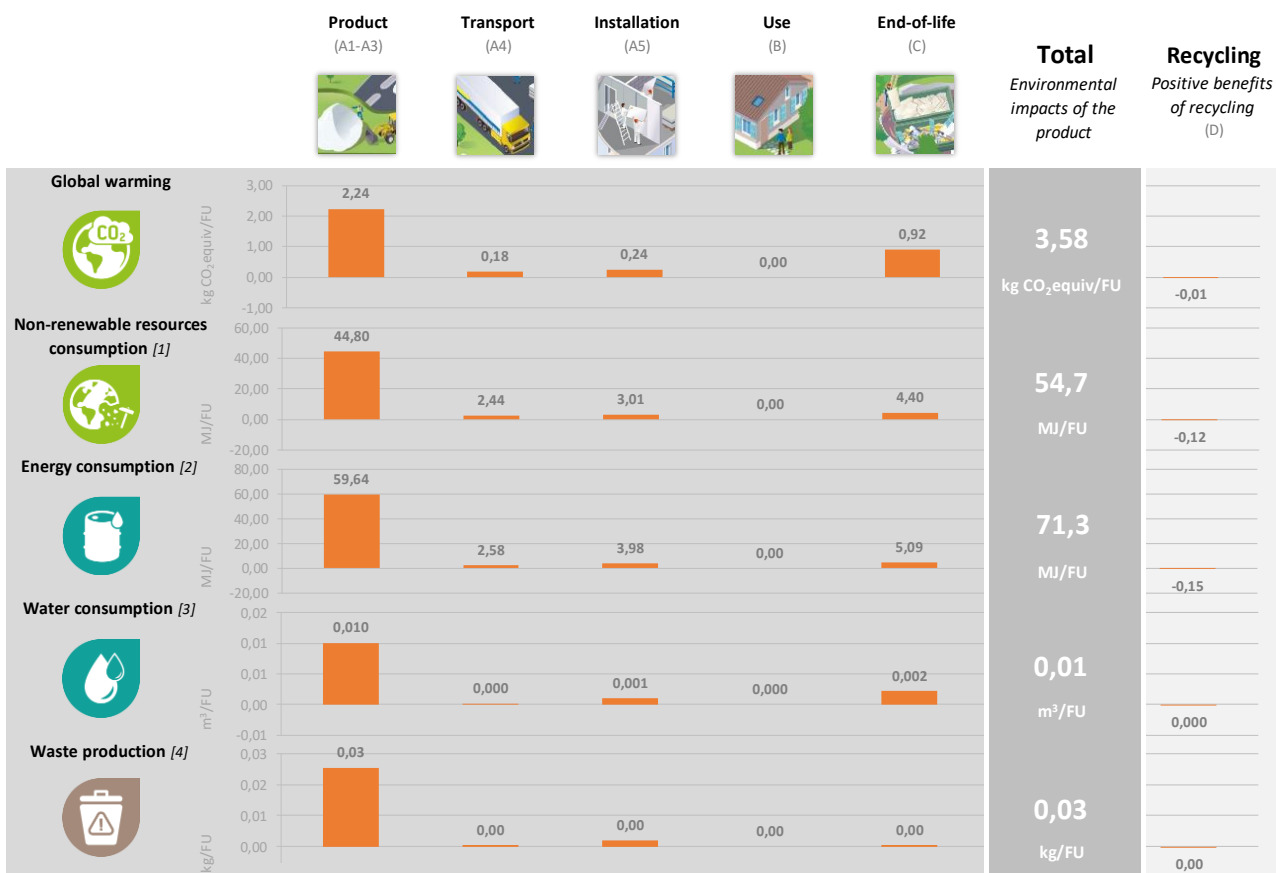 Product
(A1-A3)
Transport
(A4)
Installation
(A5)
Use
(B)
End-of-life
(C)
Total
Environmental
impacts of the
product
Recycling
Positive benefits
of recycling
(D)
Global warming
CO₂
kg CO₂equiv/FU
3,00
2,00
1,00
0,00
-1,00
2,24
0,18
0,24
0,00
0,92
3,58
kg CO₂equiv/FU
-0,01
Non-renewable resources
consumption [1]
MJ/FU
60,00
40,00
20,00
0,00
-20,00
44,80
2,44
3,01
0,00
4,40
54,7
MJ/FU
-0,12
Energy consumption [2]
MJ/FU
80,00
60,00
40,00
20,00
0,00
-20,00
59,64
2,58
3,98
0,00
5,09
71,3
MJ/FU
-0,15
Water consumption [3]
m³/FU
0,02
0,01
0,01
0,00
-0,01
0,010
0,000
0,001
0,000
0,002
0,01
m³/FU
0,000
Waste production [4]
kg/FU
0,03
0,02
0,01
0,00
0,03
0,00
0,00
0,00
0,00
0,03
kg/FU
0,00